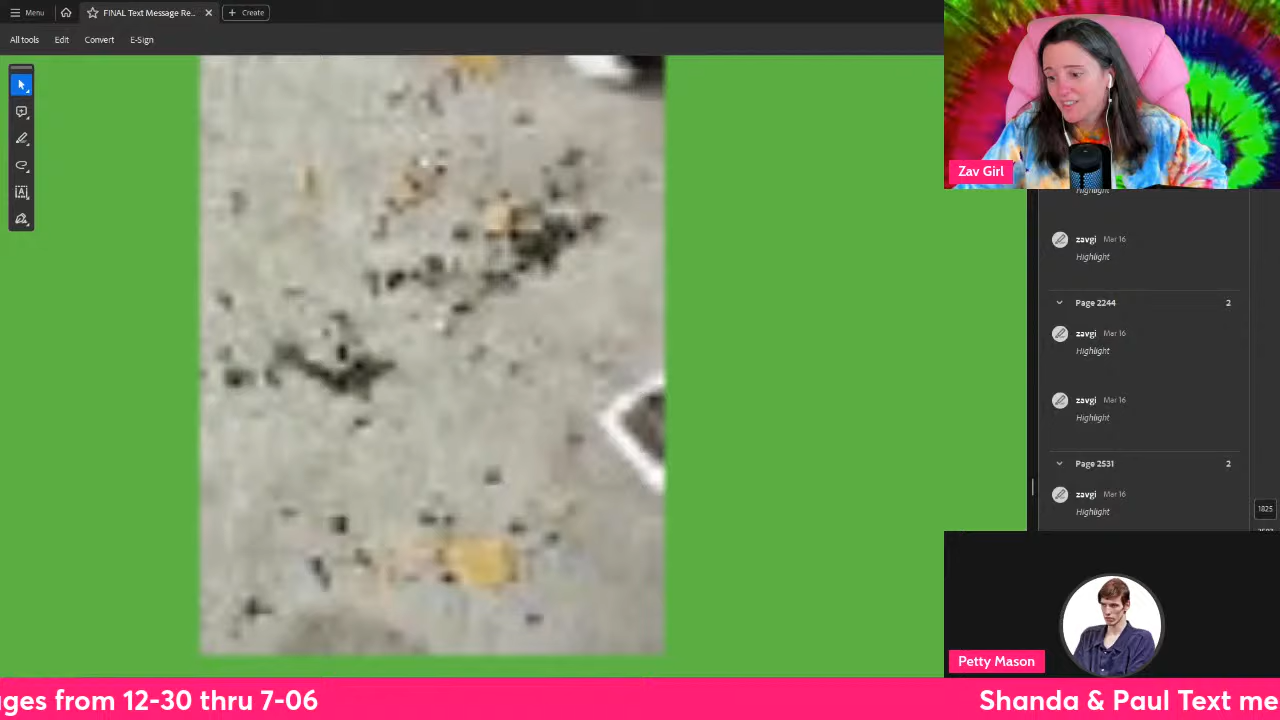 Menu
FINAL Text Message Re...
Create
All tools
Edit
Convert
E-Sign
Zav Girl
zavgi Mar 16
Highlight
Page 2244 2
zavgi Mar 16
Highlight
zavgi Mar 16
Highlight
Page 2531 2
zavgi Mar 16
Highlight
1825
Petty Mason
ages from 12-30 thru 7-06
Shanda & Paul Text me